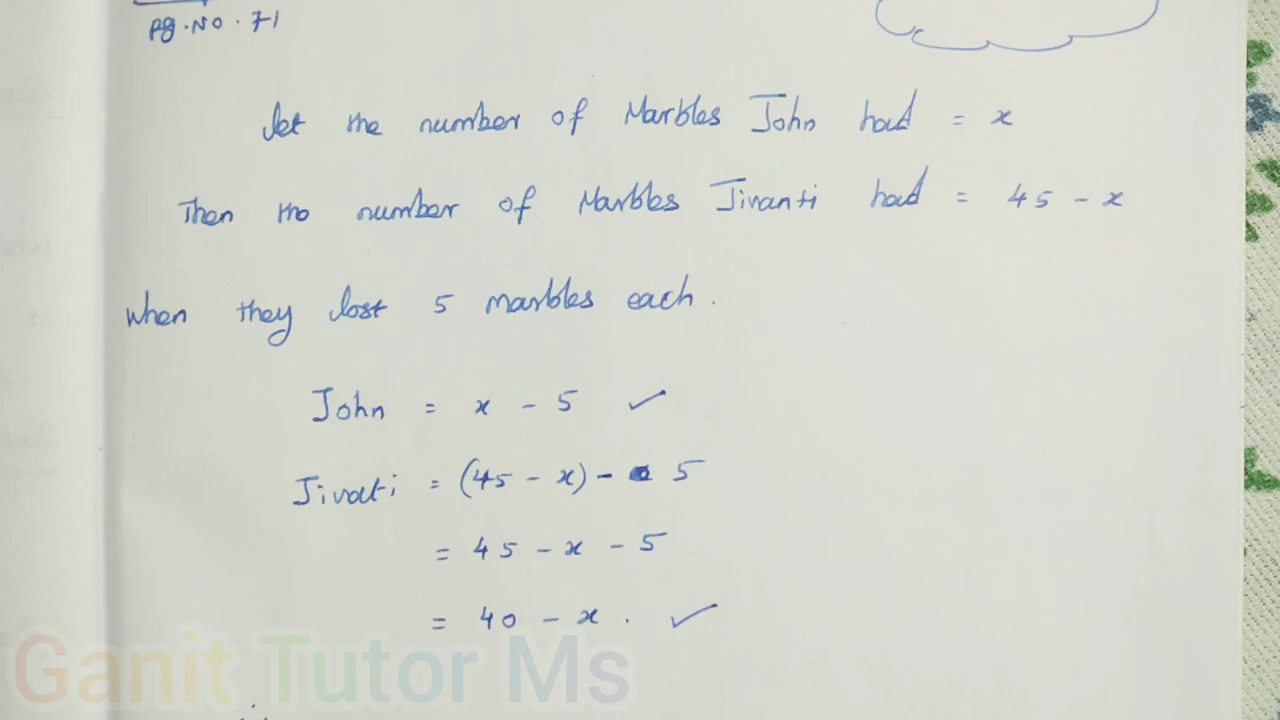 pg.No.71
Let the number of Marbles John had = x
Then the number of Marbles Jivanti had = 45 - x
when they lost 5 marbles each.
John = x - 5 ✓
Jivati = (45 - x) - 5
= 45 - x - 5
= 40 - x. ✓
Ganit Tutor Ms